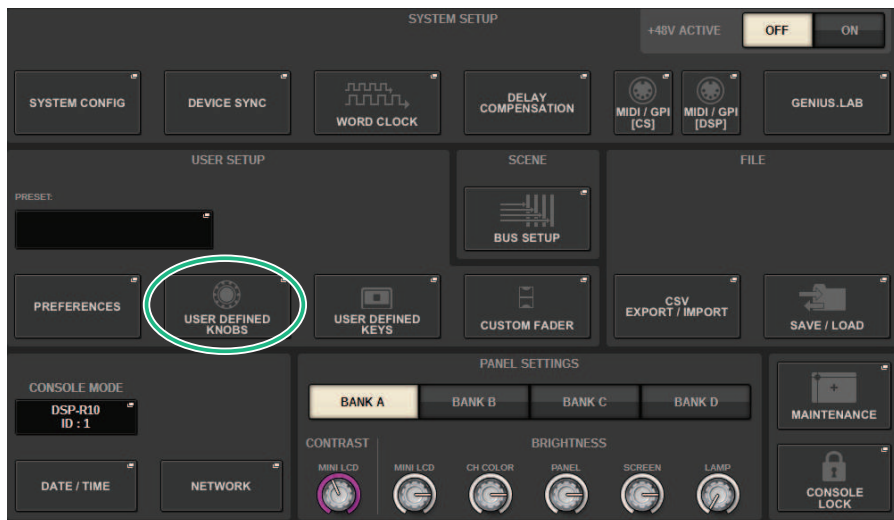 SYSTEM SETUP
+48V ACTIVE
OFF
ON
SYSTEM CONFIG
DEVICE SYNC
WORD CLOCK
DELAY
COMPENSATION
MIDI / GPI
[CS]
MIDI / GPI
[DSP]
GENIUS.LAB
USER SETUP
PRESET:
SCENE
BUS SETUP
FILE
PREFERENCES
USER DEFINED
KNOBS
USER DEFINED
KEYS
CUSTOM FADER
CSV
EXPORT / IMPORT
SAVE / LOAD
CONSOLE MODE
DSP-R10
ID : 1
DATE / TIME
NETWORK
PANEL SETTINGS
BANK A
BANK B
BANK C
BANK D
CONTRAST
BRIGHTNESS
MINI LCD
MINI LCD
CH COLOR
PANEL
SCREEN
LAMP
MAINTENANCE
CONSOLE
LOCK